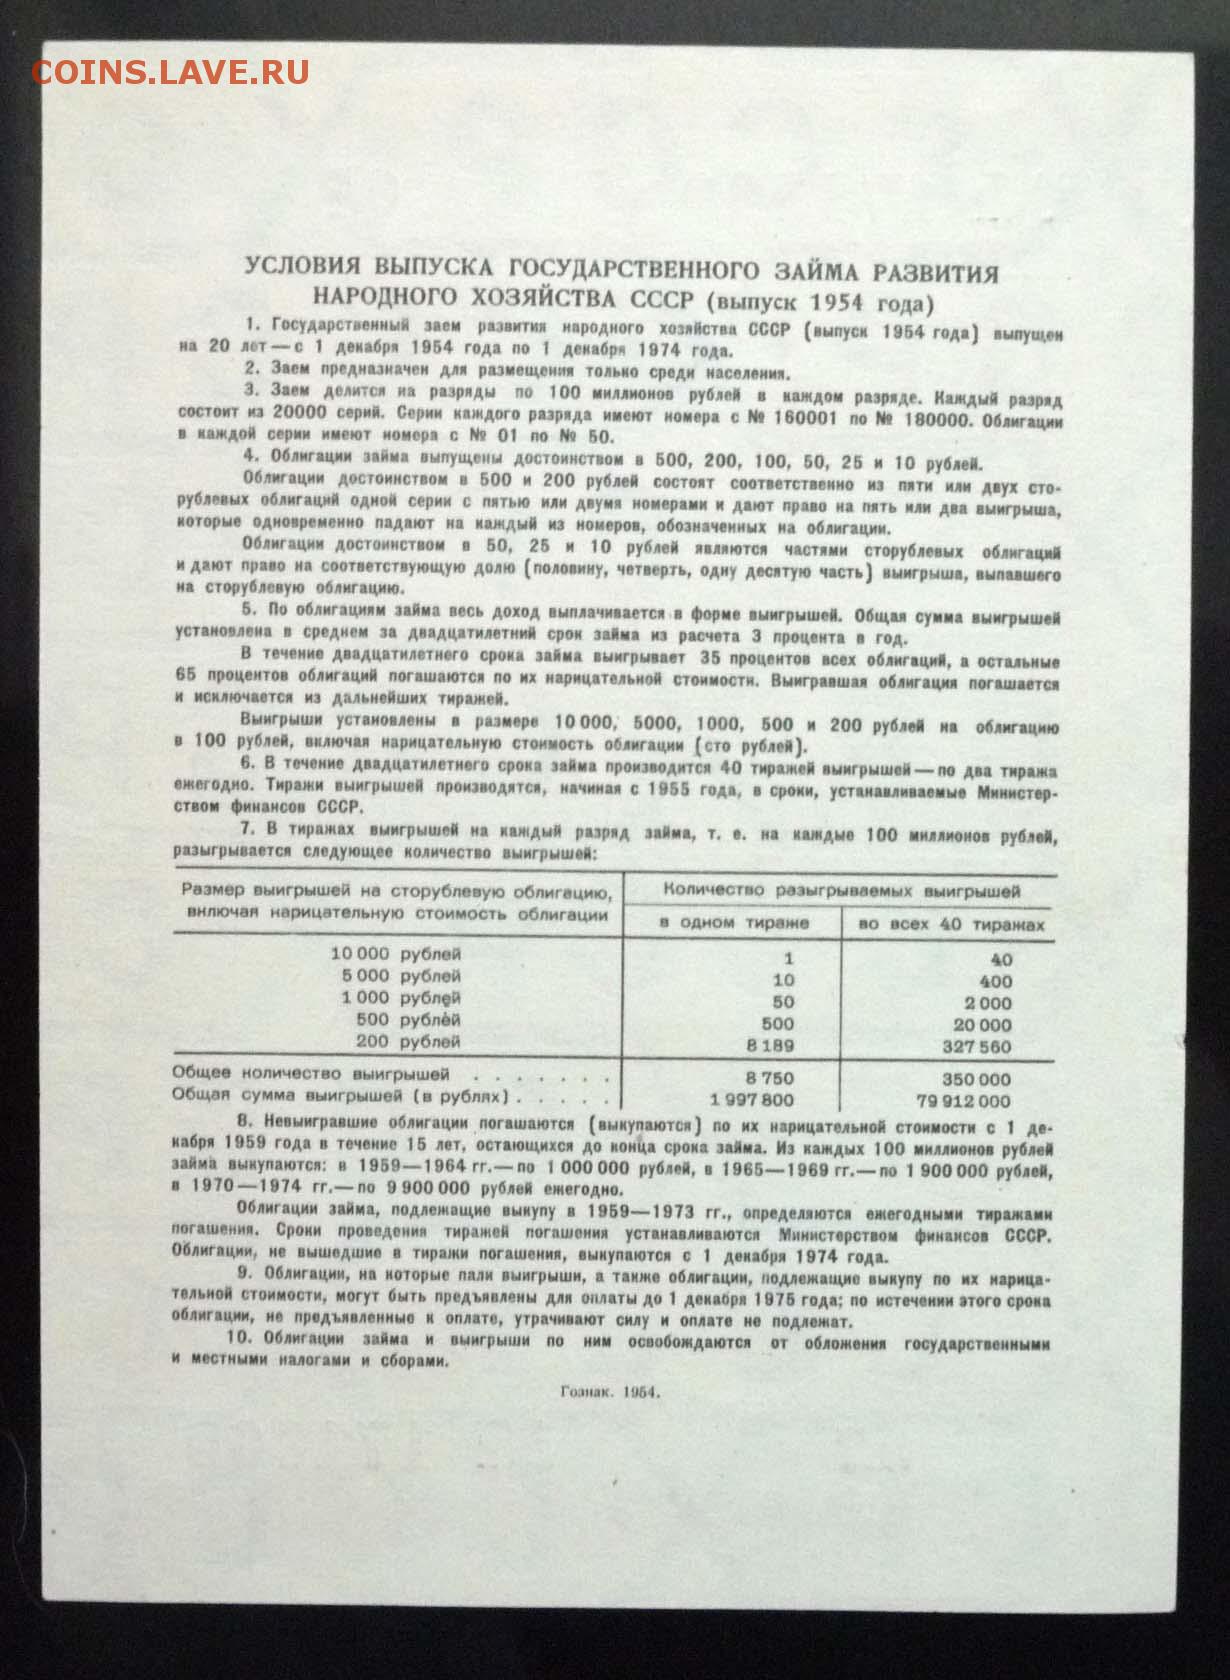 COINS.LAVE.RU
УСЛОВИЯ ВЫПУСКА ГОСУДАРСТВЕННОГО ЗАЙМА РАЗВИТИЯ
НАРОДНОГО ХОЗЯЙСТВА СССР (выпуск 1954 года)
1. Государственный заем развития народного хозяйства СССР (выпуск 1954 года) выпущен
на 20 лет — с 1 декабря 1954 года по 1 декабря 1974 года.
2. Заем предназначен для размещения только среди населения.
3. Заем делится на разряды по 100 миллионов рублей в каждом разряде. Каждый разряд
состоит из 20000 серий. Серии каждого разряда имеют номера с № 160001 по № 180000. Облигации
в каждой серии имеют номера с № 01 по № 50.
4. Облигации займа выпущены достоинством в 500, 200, 100, 50, 25 и 10 рублей.
Облигации достоинством в 500 и 200 рублей состоят соответственно из пяти или двух сто-
рублевых облигаций одной серии с пятью или двумя номерами и дают право на пять или два выигрыша,
которые одновременно падают на каждый из номеров, обозначенных на облигации.
Облигации достоинством в 50, 25 и 10 рублей являются частями сторублевых облигаций
и дают право на соответствующую долю (половину, четверть, одну десятую часть) выигрыша, выпавшего
на сторублевую облигацию.
5. По облигациям займа весь доход выплачивается в форме выигрышей. Общая сумма выигрышей
установлена в среднем за двадцатилетний срок займа из расчета 3 процента в год.
В течение двадцатилетнего срока займа выигрывает 35 процентов всех облигаций, а остальные
65 процентов облигаций погашаются по их нарицательной стоимости. Выигравшая облигация погашается
и исключается из дальнейших тиражей.
Выигрыши установлены в размере 10 000, 5000, 1000, 500 и 200 рублей на облигацию
в 100 рублей, включая нарицательную стоимость облигации (сто рублей).
6. В течение двадцатилетнего срока займа производится 40 тиражей выигрышей — по два тиража
ежегодно. Тиражи выигрышей производятся, начиная с 1955 года, в сроки, устанавливаемые Министер-
ством финансов СССР.
7. В тиражах выигрышей на каждый разряд займа, т. е. на каждые 100 миллионов рублей,
разыгрывается следующее количество выигрышей:
Размер выигрышей на сторублевую облигацию, Количество разыгрываемых выигрышей
включая нарицательную стоимость облигации в одном тираже во всех 40 тиражах
10 000 рублей 1 40
5 000 рублей 10 400
1 000 рублей 50 2 000
500 рублей 500 20 000
200 рублей 8 189 327 560
Общее количество выигрышей . . . . . . . 8 750 350 000
Общая сумма выигрышей (в рублях) . . . . . 1 997 800 79 912 000
8. Невыигравшие облигации погашаются (выкупаются) по их нарицательной стоимости с 1 де-
кабря 1959 года в течение 15 лет, остающихся до конца срока займа. Из каждых 100 миллионов рублей
займа выкупаются: в 1959—1964 гг.— по 1 000 000 рублей, в 1965—1969 гг.— по 1 900 000 рублей,
в 1970—1974 гг.— по 9 900 000 рублей ежегодно.
Облигации займа, подлежащие выкупу в 1959—1973 гг., определяются ежегодными тиражами
погашения. Сроки проведения тиражей погашения устанавливаются Министерством финансов СССР.
Облигации, не вышедшие в тиражи погашения, выкупаются с 1 декабря 1974 года.
9. Облигации, на которые пали выигрыши, а также облигации, подлежащие выкупу по их нарица-
тельной стоимости, могут быть предъявлены для оплаты до 1 декабря 1975 года; по истечении этого срока
облигации, не предъявленные к оплате, утрачивают силу и оплате не подлежат.
10. Облигации займа и выигрыши по ним освобождаются от обложения государственными
и местными налогами и сборами.
Гознак. 1954.